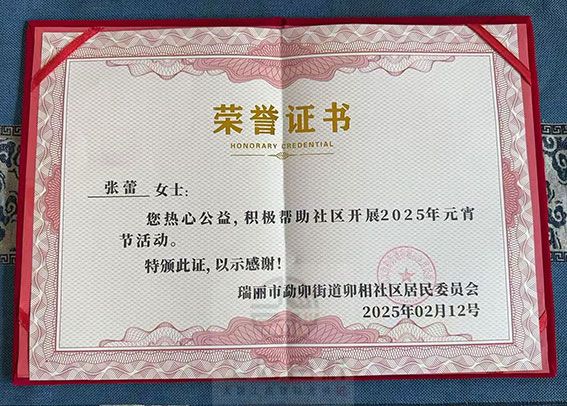 荣誉证书
HONORARY CREDENTIAL
张蕾 女士：
您热心公益，积极帮助社区开展2025年元宵
节活动。
特颁此证，以示感谢！
瑞丽市勐卯街道卯相社区居民委员会
2025年02月12号